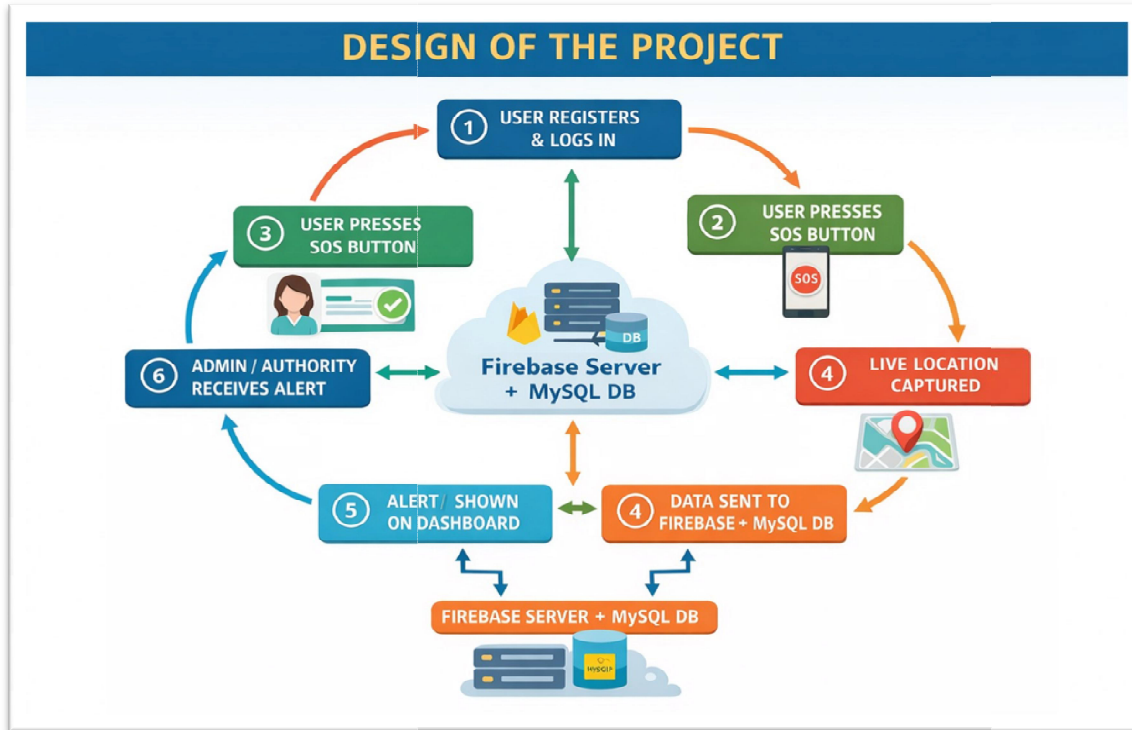 DESIGN OF THE PROJECT
1 USER REGISTERS
& LOGS IN
3 USER PRESSES
SOS BUTTON
2 USER PRESSES
SOS BUTTON
SOS
DB
Firebase Server
+ MySQL DB
6 ADMIN / AUTHORITY
RECEIVES ALERT
4 LIVE LOCATION
CAPTURED
5 ALERT/ SHOWN
ON DASHBOARD
4 DATA SENT TO
FIREBASE + MySQL DB
FIREBASE SERVER + MySQL DB